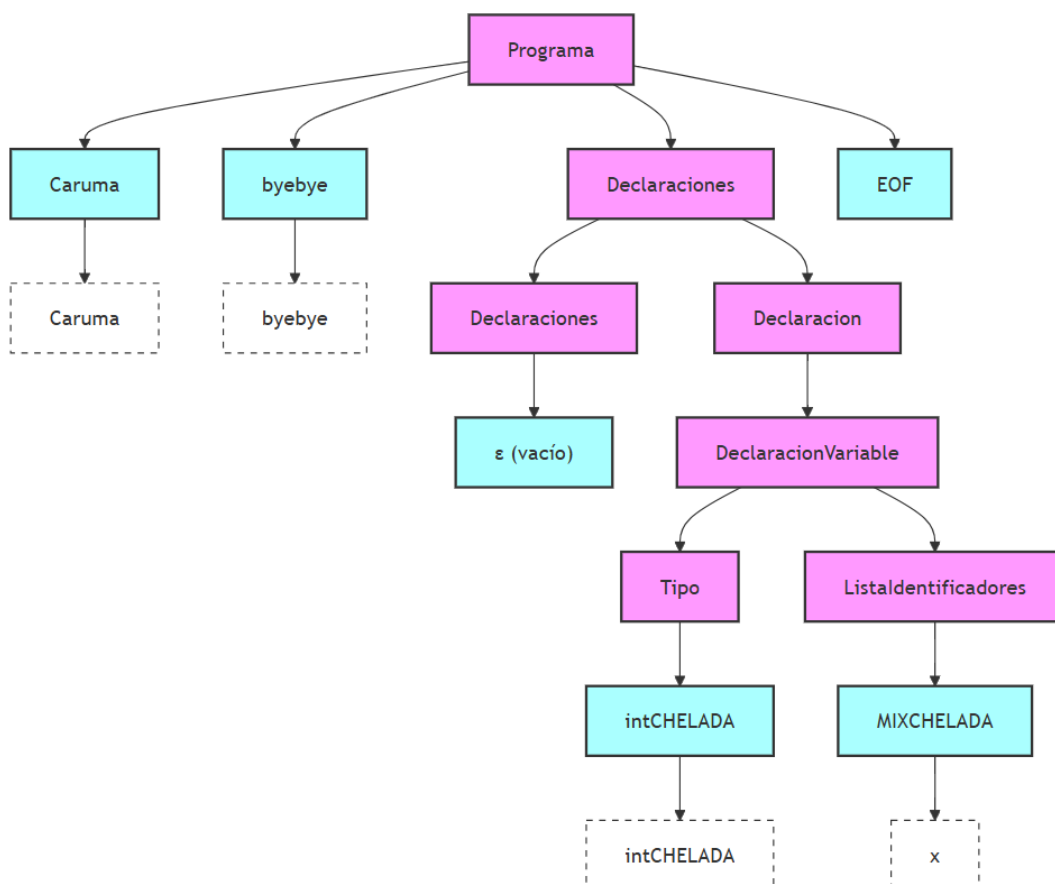 Programa
Caruma
byebye
Declaraciones
EOF
Caruma
byebye
Declaraciones
Declaracion
ε (vacío)
DeclaracionVariable
Tipo
ListaIdentificadores
intCHELADA
MIXCHELADA
intCHELADA
x